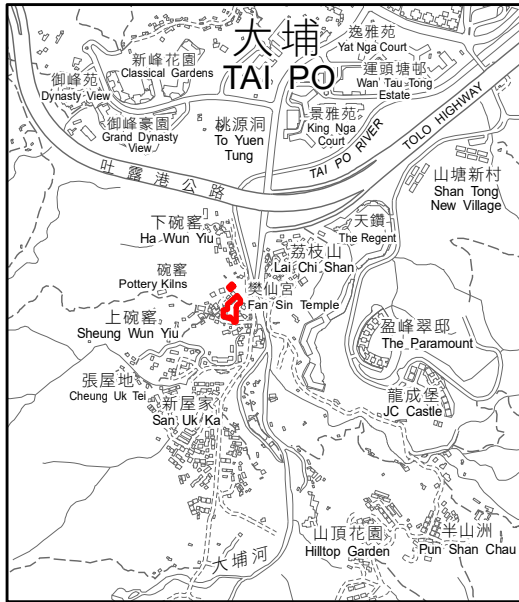 大埔
TAI PO
逸雅苑
Yat Nga Court
新峰花園
Classical Gardens
御峰苑
Dynasty View
運頭塘邨
Wan Tau Tong
Estate
御峰豪園
Grand Dynasty
View
桃源洞
To Yuen
Tung
景雅苑
King Nga
Court
TAI PO RIVER
TOLO HIGHWAY
吐露港公路
山塘新村
Shan Tong
New Village
下碗窰
Ha Wun Yiu
天鑽
The Regent
荔枝山
Lai Chi Shan
碗窰
Pottery Kilns
樊仙宮
Fan Sin Temple
上碗窰
Sheung Wun Yiu
盈峰翠邸
The Paramount
張屋地
Cheung Uk Tei
新屋家
San Uk Ka
龍成堡
JC Castle
山頂花園
Hilltop Garden
半山洲
Pun Shan Chau
大埔河